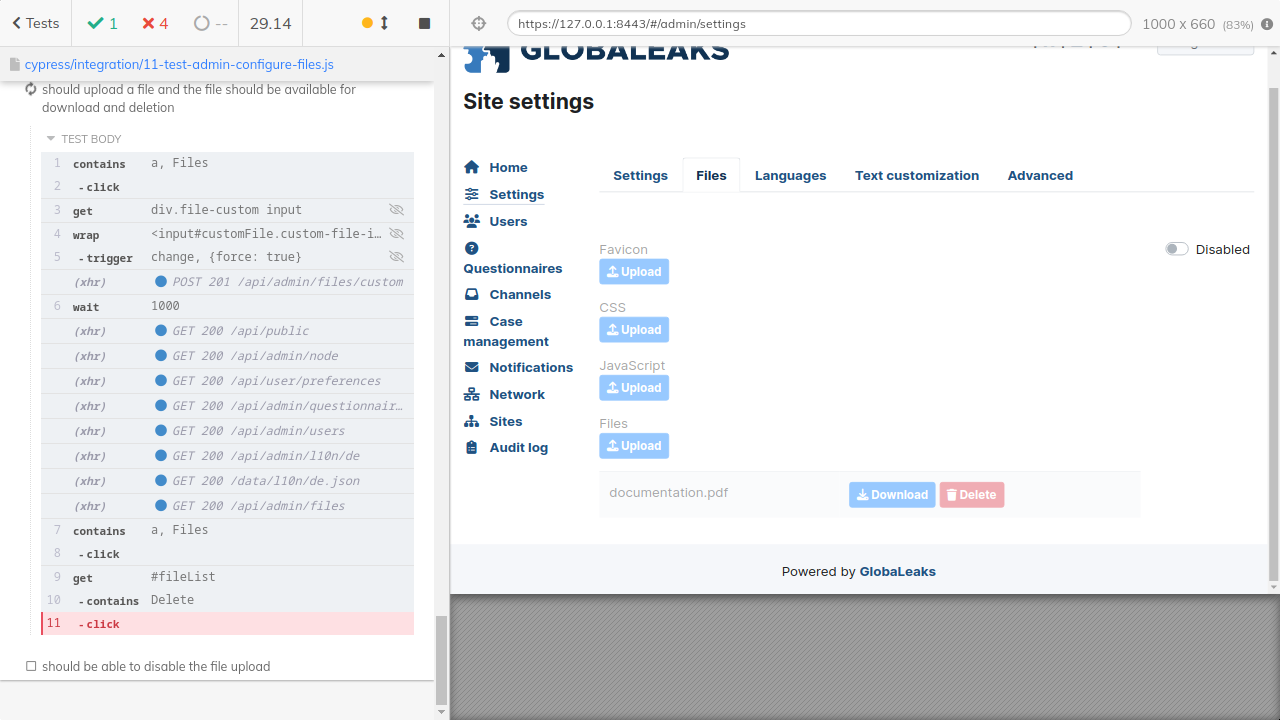 Tests
1
4
--
29.14
https://127.0.0.1:8443/#/admin/settings
1000 x 660 (83%)
cypress/integration/11-test-admin-configure-files.js
should upload a file and the file should be available for
download and deletion
TEST BODY
1 contains a, Files
2 - click
3 get div.file-custom input
4 wrap <input#customFile.custom-file-i…
5 - trigger change, {force: true}
(xhr) POST 201 /api/admin/files/custom
6 wait 1000
(xhr) GET 200 /api/public
(xhr) GET 200 /api/admin/node
(xhr) GET 200 /api/user/preferences
(xhr) GET 200 /api/admin/questionnair…
(xhr) GET 200 /api/admin/users
(xhr) GET 200 /api/admin/l10n/de
(xhr) GET 200 /data/l10n/de.json
(xhr) GET 200 /api/admin/files
7 contains a, Files
8 - click
9 get #fileList
10 - contains Delete
11 - click
should be able to disable the file upload
GLOBALEAKS
Site settings
Home
Settings
Users
Questionnaires
Channels
Case
management
Notifications
Network
Sites
Audit log
Settings Files Languages Text customization Advanced
Favicon
Upload
Disabled
CSS
Upload
JavaScript
Upload
Files
Upload
documentation.pdf Download Delete
Powered by GlobaLeaks